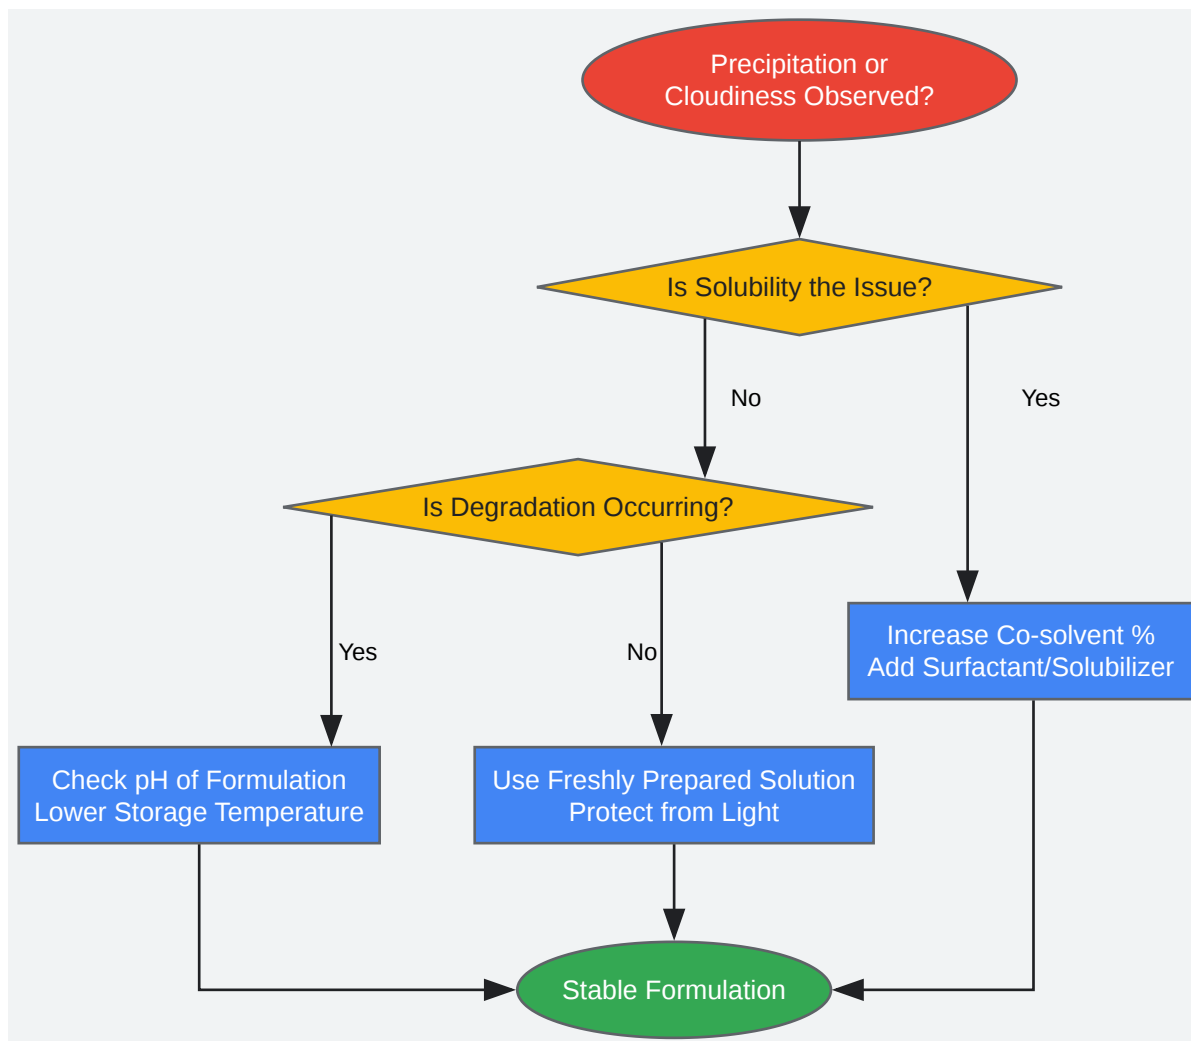 Precipitation or
Cloudiness Observed?
Is Solubility the Issue?
No
Yes
Is Degradation Occurring?
Yes
No
Increase Co-solvent %
Add Surfactant/Solubilizer
Check pH of Formulation
Lower Storage Temperature
Use Freshly Prepared Solution
Protect from Light
Stable Formulation